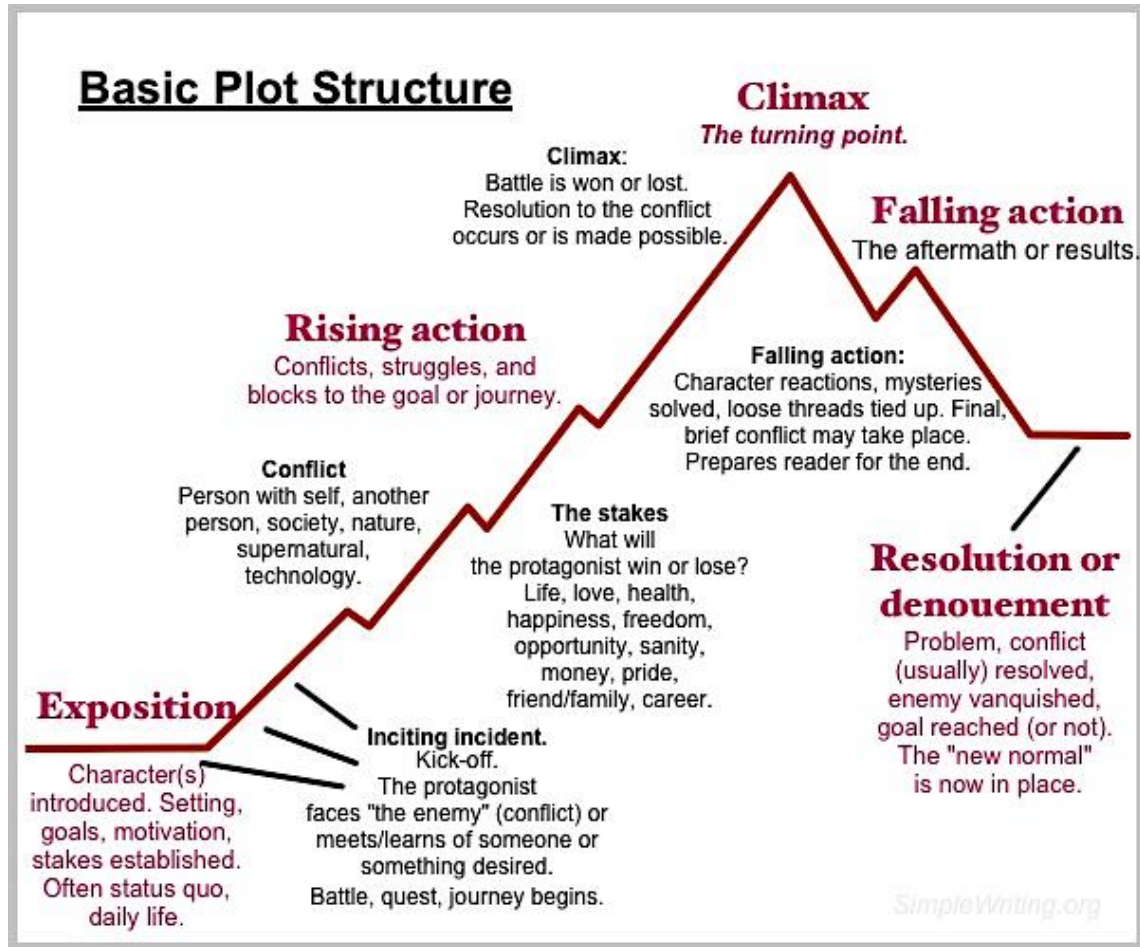 Basic Plot Structure
Climax
The turning point.
Climax:
Battle is won or lost.
Resolution to the conflict
occurs or is made possible.
Falling action
The aftermath or results.
Rising action
Conflicts, struggles, and
blocks to the goal or journey.
Falling action:
Character reactions, mysteries
solved, loose threads tied up. Final,
brief conflict may take place.
Prepares reader for the end.
Conflict
Person with self, another
person, society, nature,
supernatural,
technology.
The stakes
What will
the protagonist win or lose?
Life, love, health,
happiness, freedom,
opportunity, sanity,
money, pride,
friend/family, career.
Resolution or
denouement
Problem, conflict
(usually) resolved,
enemy vanquished,
goal reached (or not).
The "new normal"
is now in place.
Exposition
Character(s)
introduced. Setting,
goals, motivation,
stakes established.
Often status quo,
daily life.
Inciting incident.
Kick-off.
The protagonist
faces "the enemy" (conflict) or
meets/learns of someone or
something desired.
Battle, quest, journey begins.
SimpleWriting.org